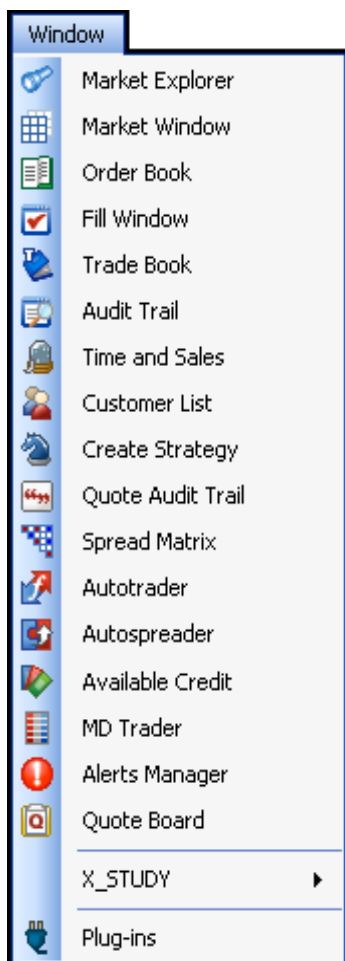 Window
Market Explorer
Market Window
Order Book
Fill Window
Trade Book
Audit Trail
Time and Sales
Customer List
Create Strategy
Quote Audit Trail
Spread Matrix
Autotrader
Autospreader
Available Credit
MD Trader
Alerts Manager
Quote Board
X_STUDY
Plug-ins